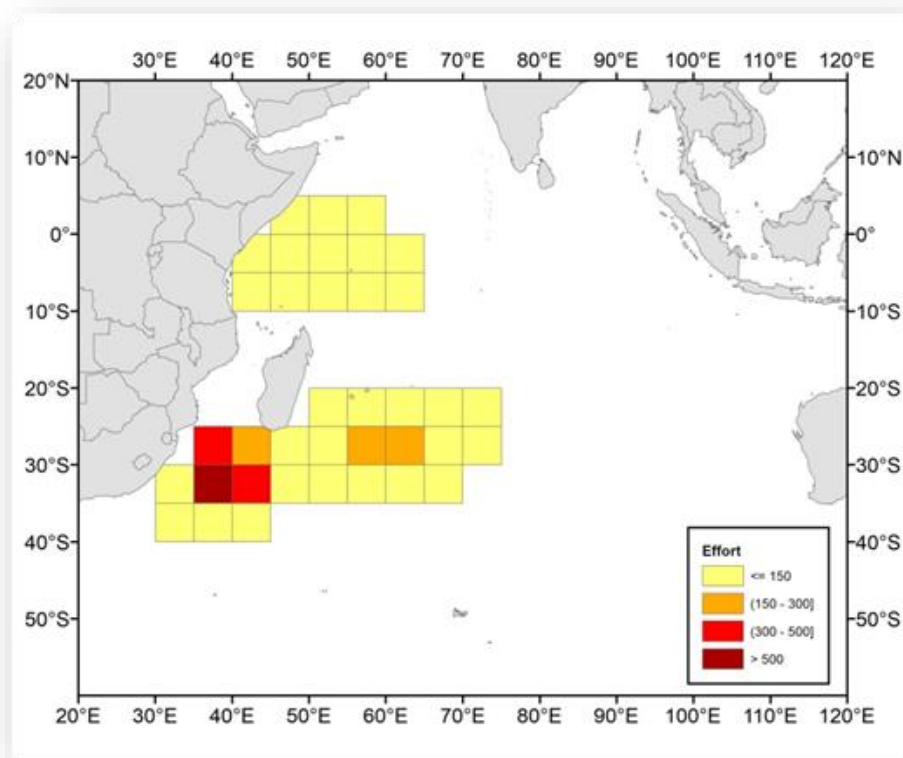 30°E 40°E 50°E 60°E 70°E 80°E 90°E 100°E 110°E 120°E
20°N
10°N 10°N
0° 0°
10°S 10°S
20°S 20°S
30°S 30°S
40°S 40°S
50°S 50°S
Effort
<= 150
(150 - 300]
(300 - 500]
> 500
20°E 30°E 40°E 50°E 60°E 70°E 80°E 90°E 100°E 110°E 120°E